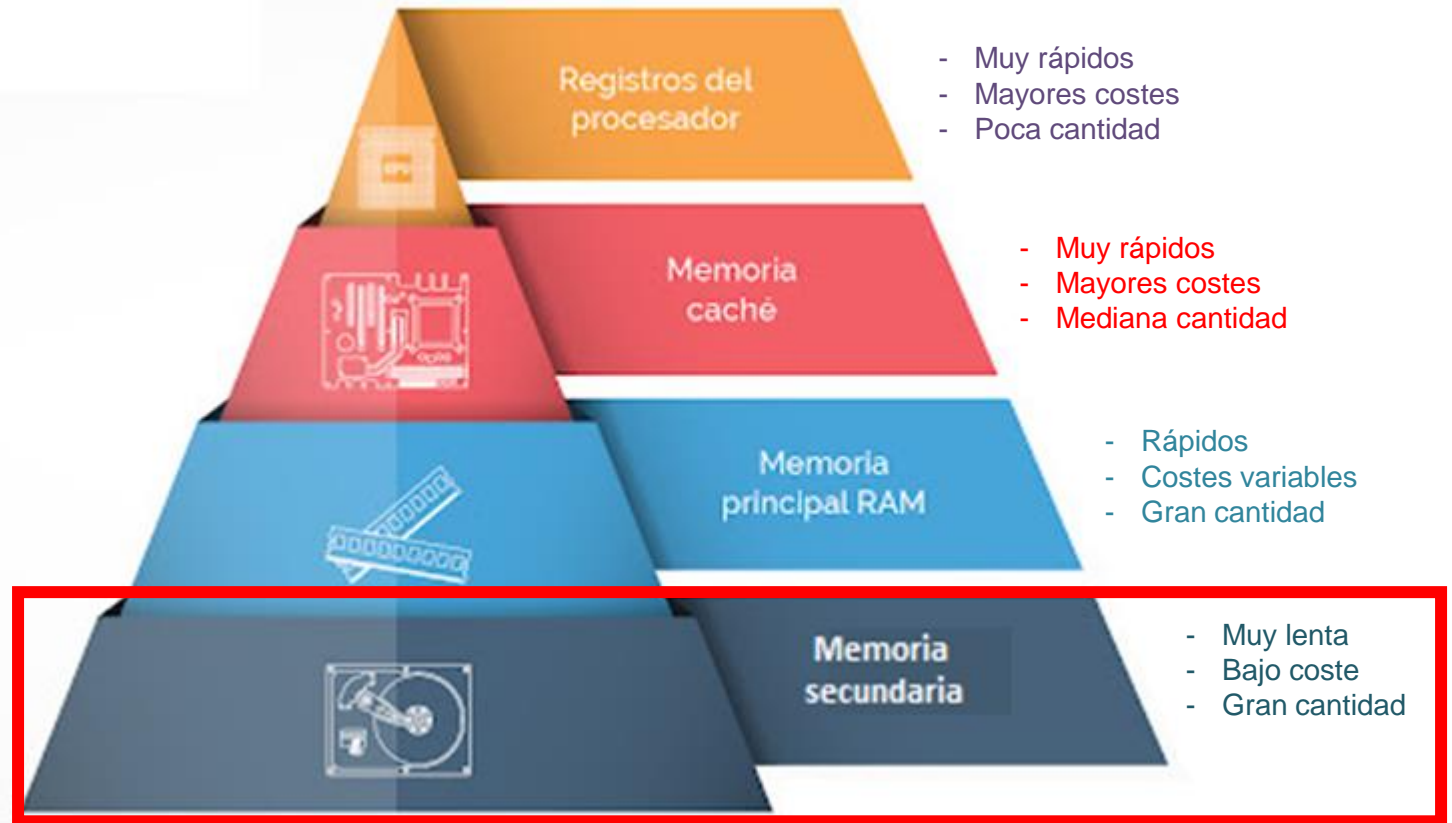 Registros del
procesador
- Muy rápidos
- Mayores costes
- Poca cantidad
Memoria
caché
- Muy rápidos
- Mayores costes
- Mediana cantidad
Memoria
principal RAM
- Rápidos
- Costes variables
- Gran cantidad
Memoria
secundaria
- Muy lenta
- Bajo coste
- Gran cantidad